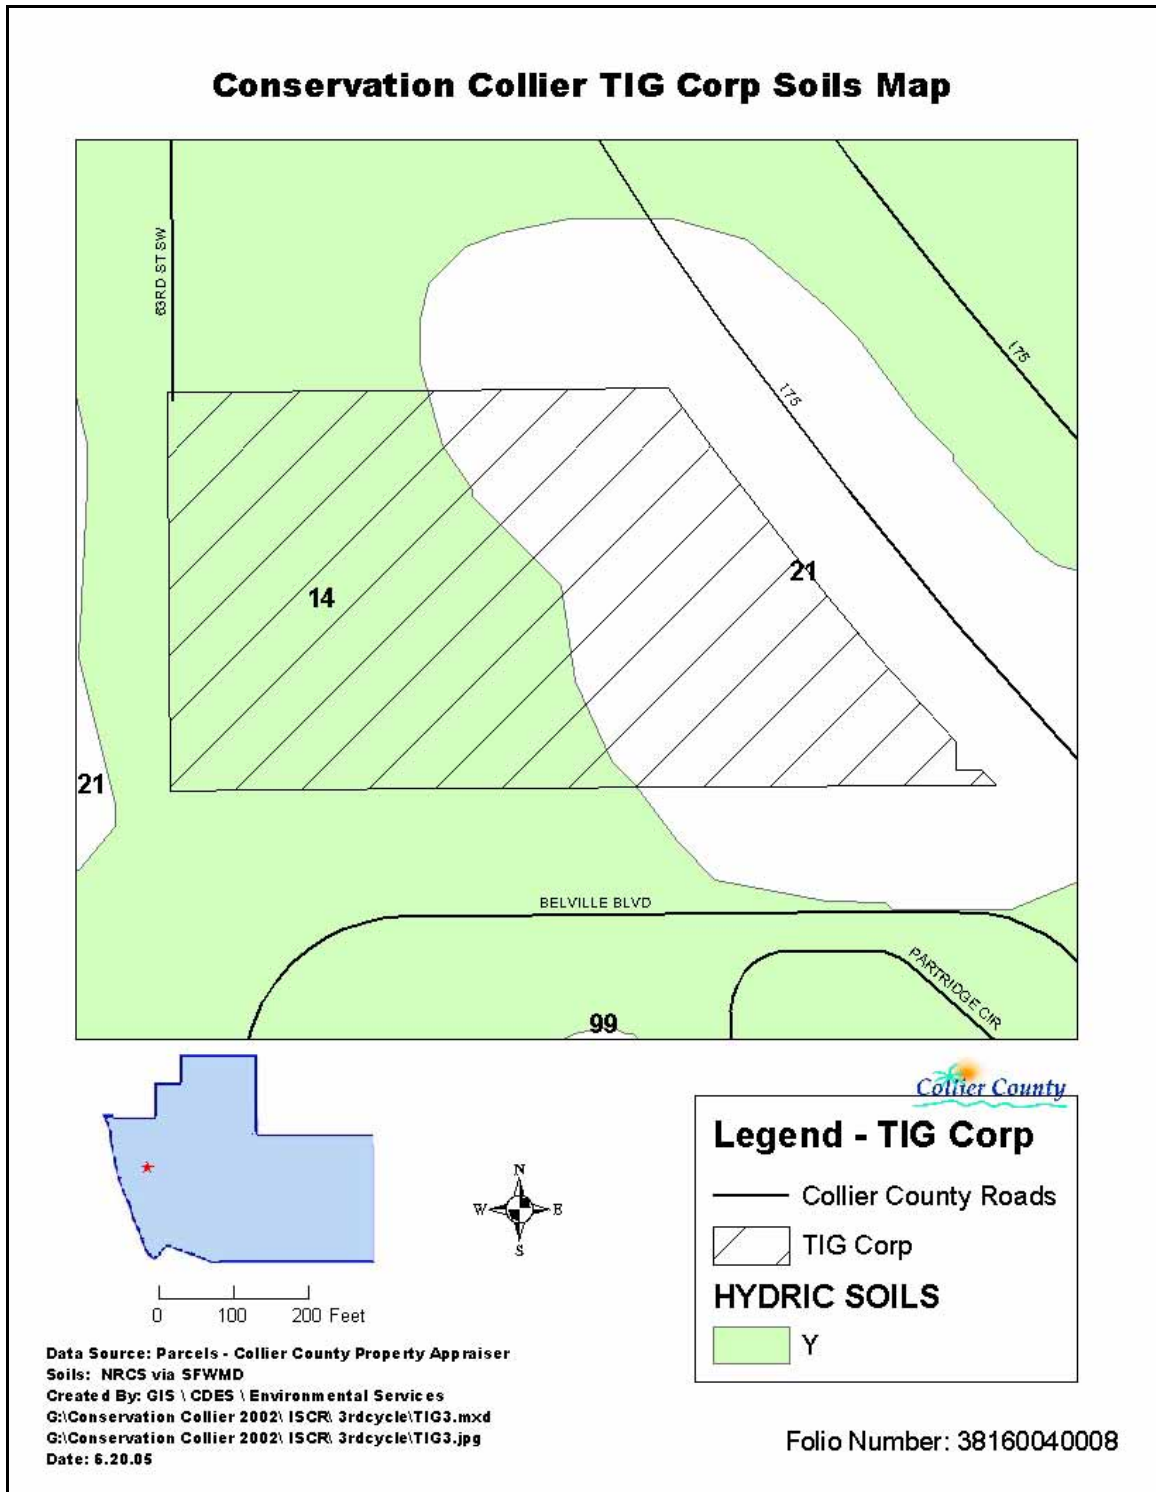 Conservation Collier TIG Corp Soils Map
63RD ST SW
I 75
I 75
14
21
21
BELVILLE BLVD
PARTRIDGE CIR
99
Collier County
Legend - TIG Corp
Collier County Roads
TIG Corp
HYDRIC SOILS
Y
N
W E
S
0 100 200 Feet
Data Source: Parcels - Collier County Property Appraiser
Soils: NRCS via SFWMD
Created By: GIS \ CDES \ Environmental Services
G:\Conservation Collier 2002\ ISCR\ 3rdcycle\TIG3.mxd
G:\Conservation Collier 2002\ ISCR\ 3rdcycle\TIG3.jpg
Date: 6.20.05
Folio Number: 38160040008